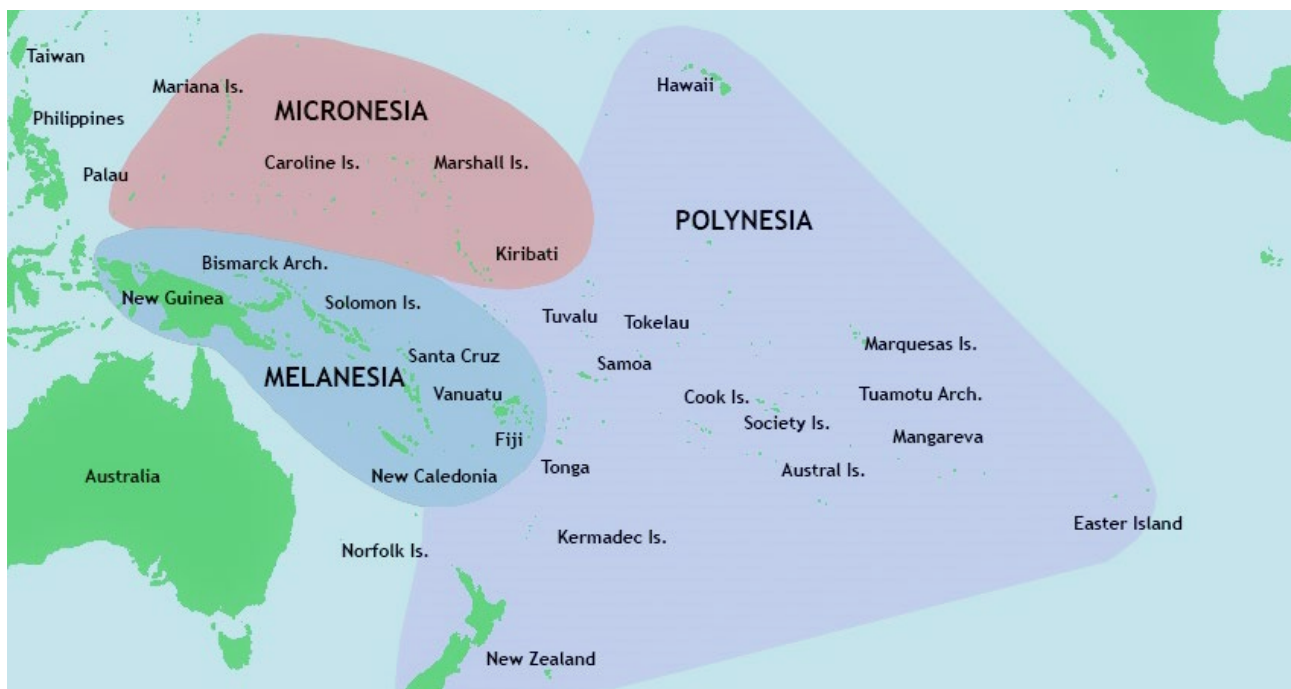 Taiwan
Hawaii
Mariana Is.
MICRONESIA
Philippines
Caroline Is.
Marshall Is.
Palau
POLYNESIA
Kiribati
Bismarck Arch.
New Guinea
Solomon Is.
Tuvalu
Tokelau
Marquesas Is.
Santa Cruz
Samoa
MELANESIA
Vanuatu
Cook Is.
Tuamotu Arch.
Society Is.
Fiji
Mangareva
Tonga
Austral Is.
Australia
New Caledonia
Easter Island
Kermadec Is.
Norfolk Is.
New Zealand